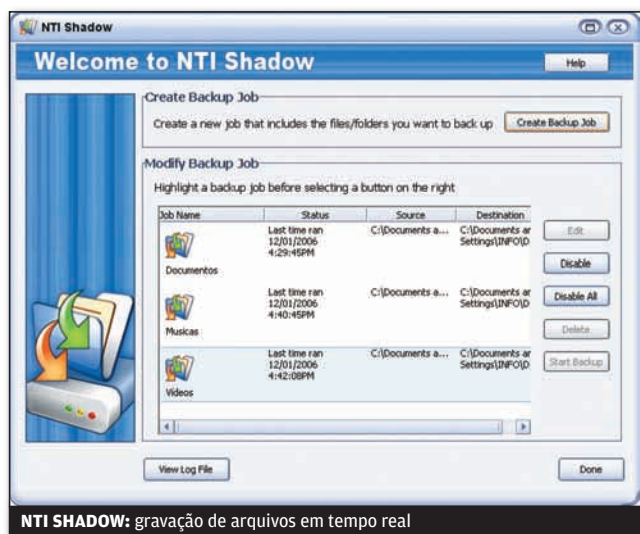 NTI Shadow
Welcome to NTI Shadow
Help
Create Backup Job
Create a new job that includes the files/folders you want to back up
Create Backup Job
Modify Backup Job
Highlight a backup job before selecting a button on the right
Job Name Status Source Destination
Last time ran C:\Documents a... C:\Documents ar
12/01/2006 Settings\INFO\D
4:29:45PM
Documentos
Last time ran C:\Documents a... C:\Documents ar
12/01/2006 Settings\INFO\D
4:40:45PM
Musicas
Last time ran C:\Documents a... C:\Documents ar
12/01/2006 Settings\INFO\D
4:42:08PM
Vídeos
Edit
Disable
Disable All
Delete
Start Backup
View Log File
Done
NTI SHADOW: gravação de arquivos em tempo real